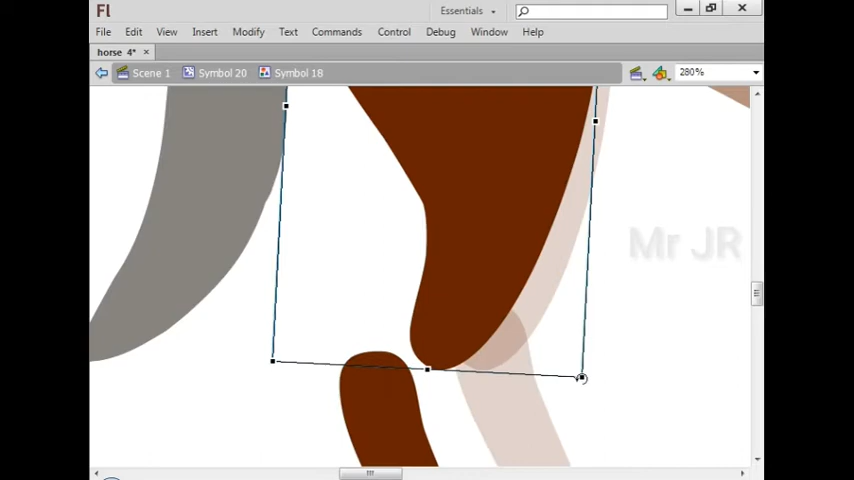 Fl
Essentials
File Edit View Insert Modify Text Commands Control Debug Window Help
horse 4*
Scene 1 Symbol 20 Symbol 18
280%
Mr JR